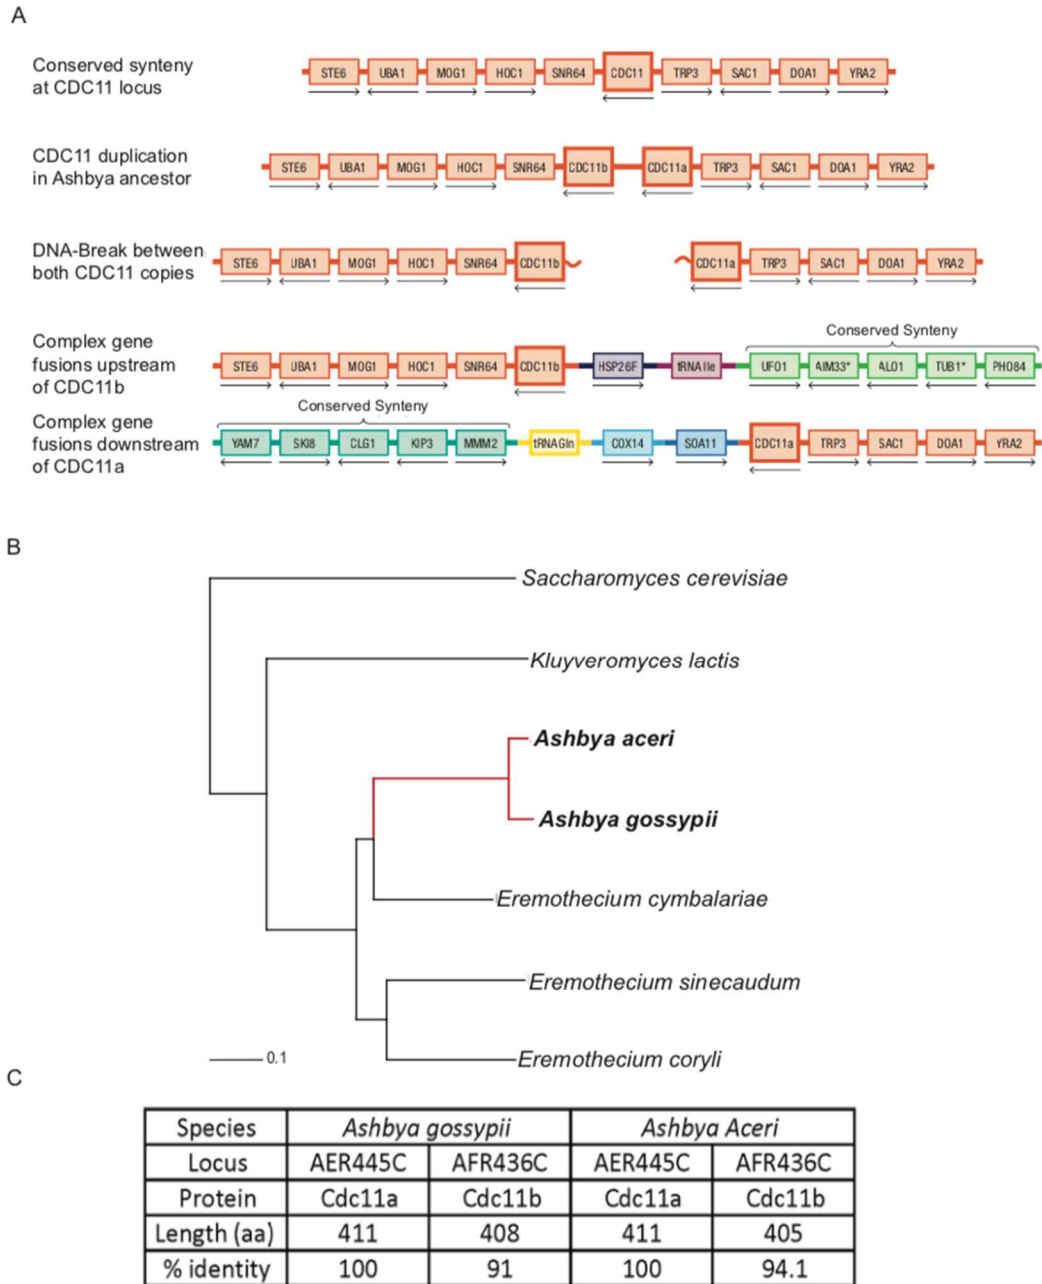 A
Conserved synteny
at CDC11 locus
STE6 UBA1 MOG1 HOC1 SNR64 CDC11 TRP3 SAC1 DOA1 YRA2
CDC11 duplication
in Ashbya ancestor
STE6 UBA1 MOG1 HOC1 SNR64 CDC11b CDC11a TRP3 SAC1 DOA1 YRA2
DNA-Break between
both CDC11 copies
STE6 UBA1 MOG1 HOC1 SNR64 CDC11b CDC11a TRP3 SAC1 DOA1 YRA2
Complex gene
fusions upstream
of CDC11b
Conserved Synteny
STE6 UBA1 MOG1 HOC1 SNR64 CDC11b HSP26F tRNAIle UFO1 AIM33* ALO1 TUB1* PHO84
Complex gene
fusions downstream
of CDC11a
Conserved Synteny
YAM7 SKI8 CLG1 KIP3 MMM2 tRNAGln COX14 SOA11 CDC11a TRP3 SAC1 DOA1 YRA2
B
Saccharomyces cerevisiae
Kluyveromyces lactis
Ashbya aceri
Ashbya gossypii
Eremothecium cymbalariae
Eremothecium sinecaudum
Eremothecium coryli
0.1
C
Species Ashbya gossypii Ashbya Aceri
Locus AER445C AFR436C AER445C AFR436C
Protein Cdc11a Cdc11b Cdc11a Cdc11b
Length (aa) 411 408 411 405
% identity 100 91 100 94.1